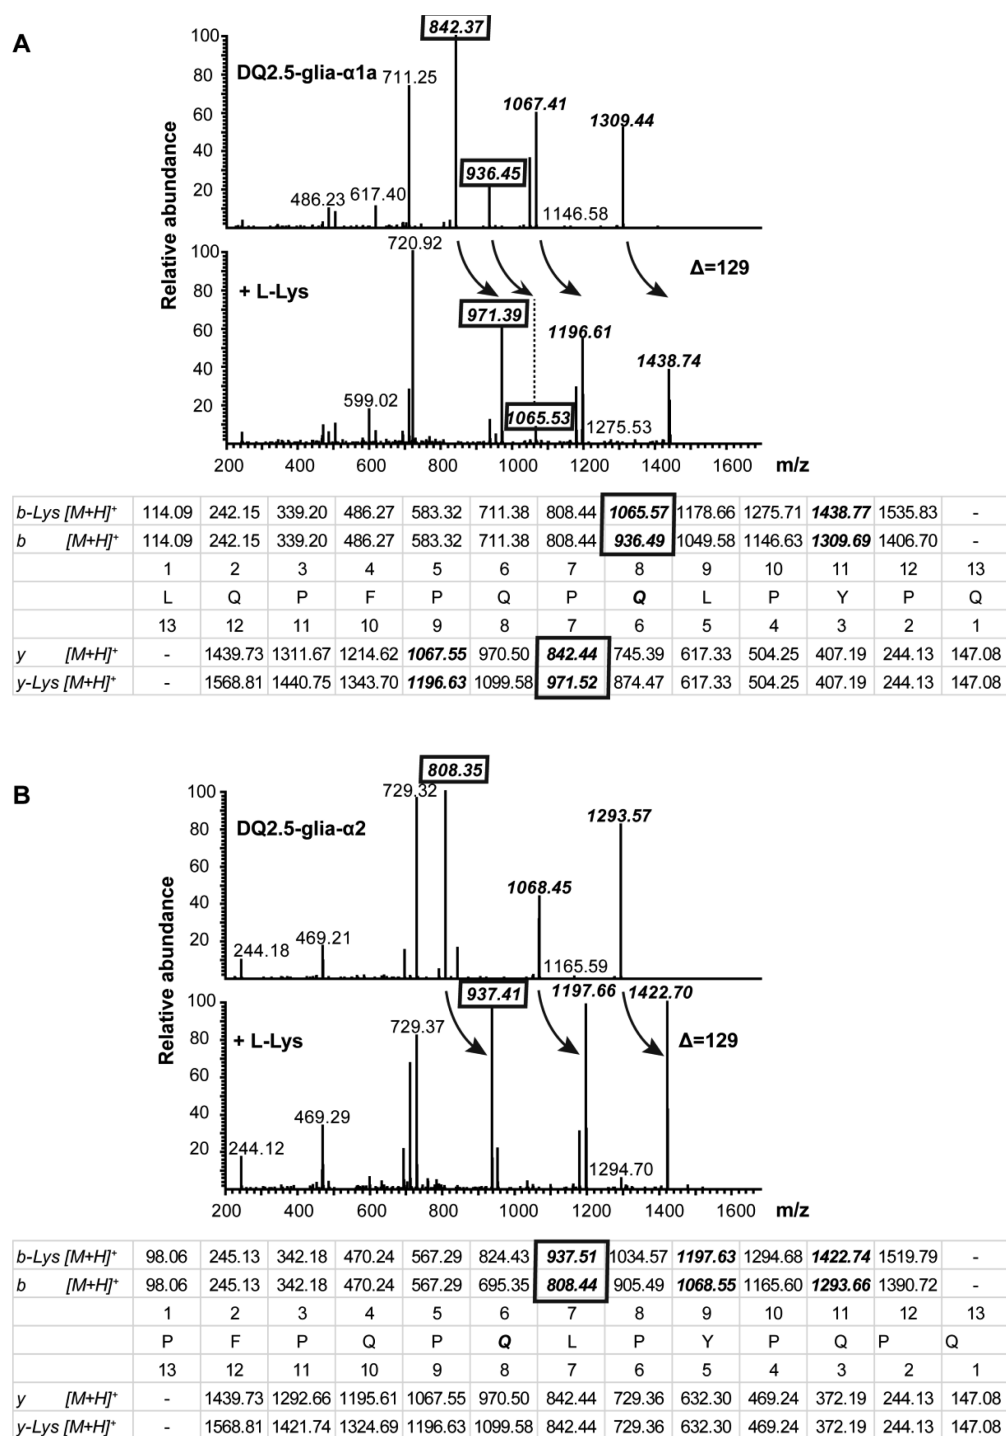 A
842.37
100
DQ2.5-glia-α1a
711.25
80
1067.41
1309.44
60
Relative abundance
40
936.45
486.23
617.40
20
1146.58
720.92
100
Δ=129
80
+ L-Lys
971.39
1196.61
60
1438.74
40
599.02
1065.53
1275.53
20
200 400 600 800 1000 1200 1400 1600 m/z
Relative abundance
b-Lys [M+H]+ 114.09 242.15 339.20 486.27 583.32 711.38 808.44 1065.57 1178.66 1275.71 1438.77 1535.83 -
b [M+H]+ 114.09 242.15 339.20 486.27 583.32 711.38 808.44 936.49 1049.58 1146.63 1309.69 1406.70 -
1 2 3 4 5 6 7 8 9 10 11 12 13
L Q P F P Q P Q L P Y P Q
13 12 11 10 9 8 7 6 5 4 3 2 1
y [M+H]+ - 1439.73 1311.67 1214.62 1067.55 970.50 842.44 745.39 617.33 504.25 407.19 244.13 147.08
y-Lys [M+H]+ - 1568.81 1440.75 1343.70 1196.63 1099.58 971.52 874.47 617.33 504.25 407.19 244.13 147.08
B
808.35
729.32
100
1293.57
DQ2.5-glia-α2
80
60
1068.45
40
469.21
244.18
20
1165.59
Relative abundance
937.41
1197.66
1422.70
100
729.37
80
+ L-Lys
Δ=129
60
469.29
40
244.12
20
1294.70
200 400 600 800 1000 1200 1400 1600 m/z
b-Lys [M+H]+ 98.06 245.13 342.18 470.24 567.29 824.43 937.51 1034.57 1197.63 1294.68 1422.74 1519.79 -
b [M+H]+ 98.06 245.13 342.18 470.24 567.29 695.35 808.44 905.49 1068.55 1165.60 1293.66 1390.72 -
1 2 3 4 5 6 7 8 9 10 11 12 13
P F P Q P Q L P Y P Q P Q
13 12 11 10 9 8 7 6 5 4 3 2 1
y [M+H]+ - 1439.73 1292.66 1195.61 1067.55 970.50 842.44 729.36 632.30 469.24 372.19 244.13 147.08
y-Lys [M+H]+ - 1568.81 1421.74 1324.69 1196.63 1099.58 842.44 729.36 632.30 469.24 372.19 244.13 147.08